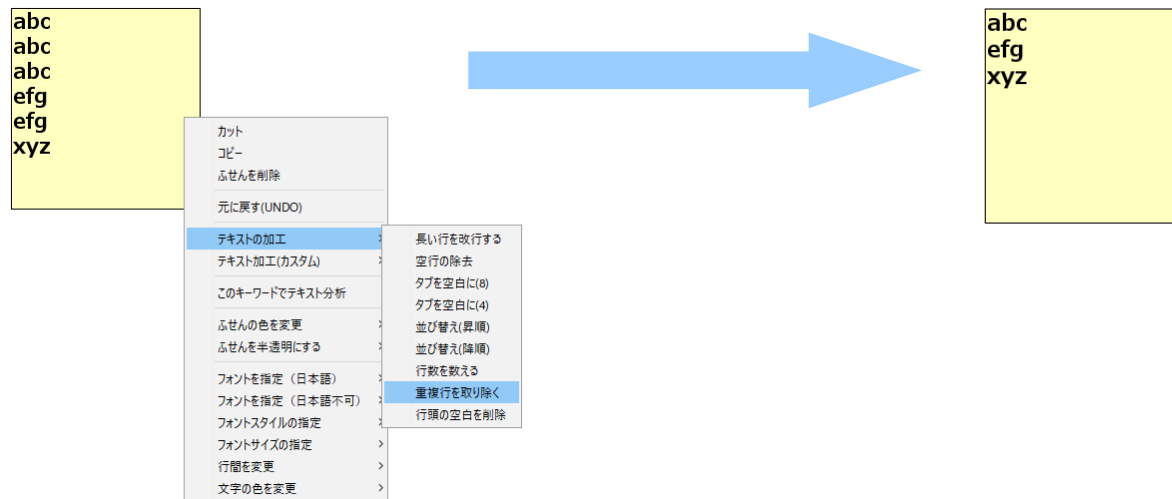 abc
abc
abc
efg
efg
xyz
カット
コピー
ふせんを削除
元に戻す(UNDO)
テキストの加工
テキスト加工(カスタム)
このキーワードでテキスト分析
ふせんの色を変更
ふせんを半透明にする
フォントを指定（日本語）
フォントを指定（日本語不可）
フォントスタイルの指定
フォントサイズの指定
行間を変更
文字の色を変更
長い行を改行する
空行の除去
タブを空白に(8)
タブを空白に(4)
並び替え(昇順)
並び替え(降順)
行数を数える
重複行を取り除く
行頭の空白を削除
abc
efg
xyz